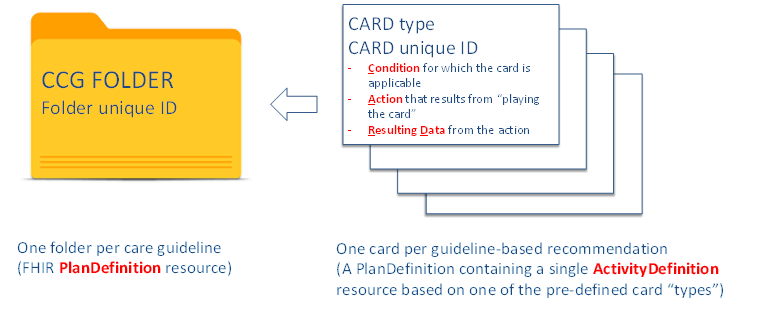 CCG FOLDER
Folder unique ID
CARD type
CARD unique ID
- Condition for which the card is
applicable
- Action that results from “playing
the card”
- Resulting Data from the action
One folder per care guideline
(FHIR PlanDefinition resource)
One card per guideline-based recommendation
(A PlanDefinition containing a single ActivityDefinition
resource based on one of the pre-defined card “types”)